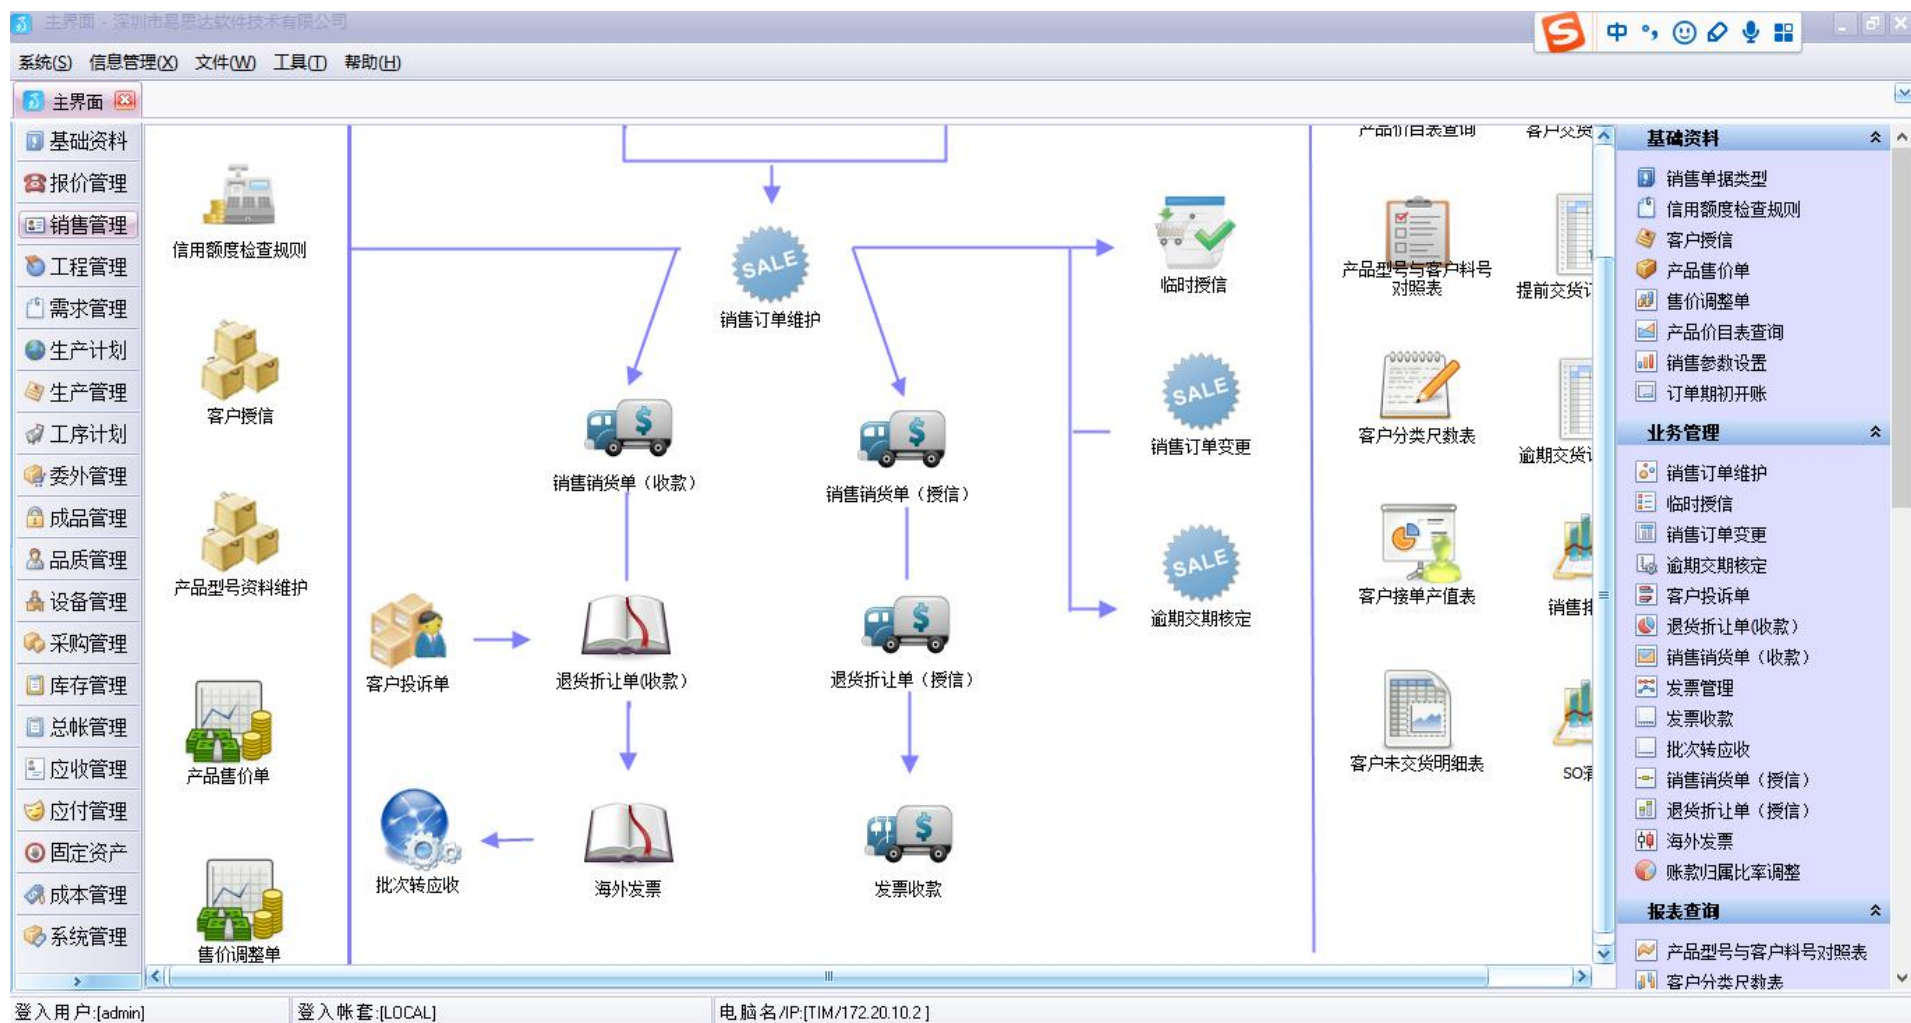 主界面 - 深圳市易思达软件技术有限公司
中
系统(S) 信息管理(X) 文件(W) 工具(T) 帮助(H)
主界面
基础资料
报价管理
销售管理
工程管理
需求管理
生产计划
生产管理
工序计划
委外管理
成品管理
品质管理
设备管理
采购管理
库存管理
总帐管理
应收管理
应付管理
固定资产
成本管理
系统管理
信用额度检查规则
客户授信
产品型号资料维护
产品售价单
售价调整单
SALE
销售订单维护
销售销货单（收款）
销售销货单（授信）
客户投诉单
退货折让单(收款）
退货折让单（授信）
批次转应收
海外发票
发票收款
临时授信
SALE
销售订单变更
SALE
逾期交期核定
产品价目表查询
客户交货
产品型号与客户料号
对照表
提前交货订
客户分类尺数表
逾期交货订
客户接单产值表
销售排
客户未交货明细表
SO
基础资料
销售单据类型
信用额度检查规则
客户授信
产品售价单
售价调整单
产品价目表查询
销售参数设置
订单期初开账
业务管理
销售订单维护
临时授信
销售订单变更
逾期交期核定
客户投诉单
退货折让单(收款）
销售销货单（收款）
发票管理
发票收款
批次转应收
销售销货单（授信）
退货折让单（授信）
海外发票
账款归属比率调整
报表查询
产品型号与客户料号对照表
客户分类尺数表
登入用户:[admin]
登入帐套:[LOCAL]
电脑名/IP:[TIM/172.20.10.2 ]